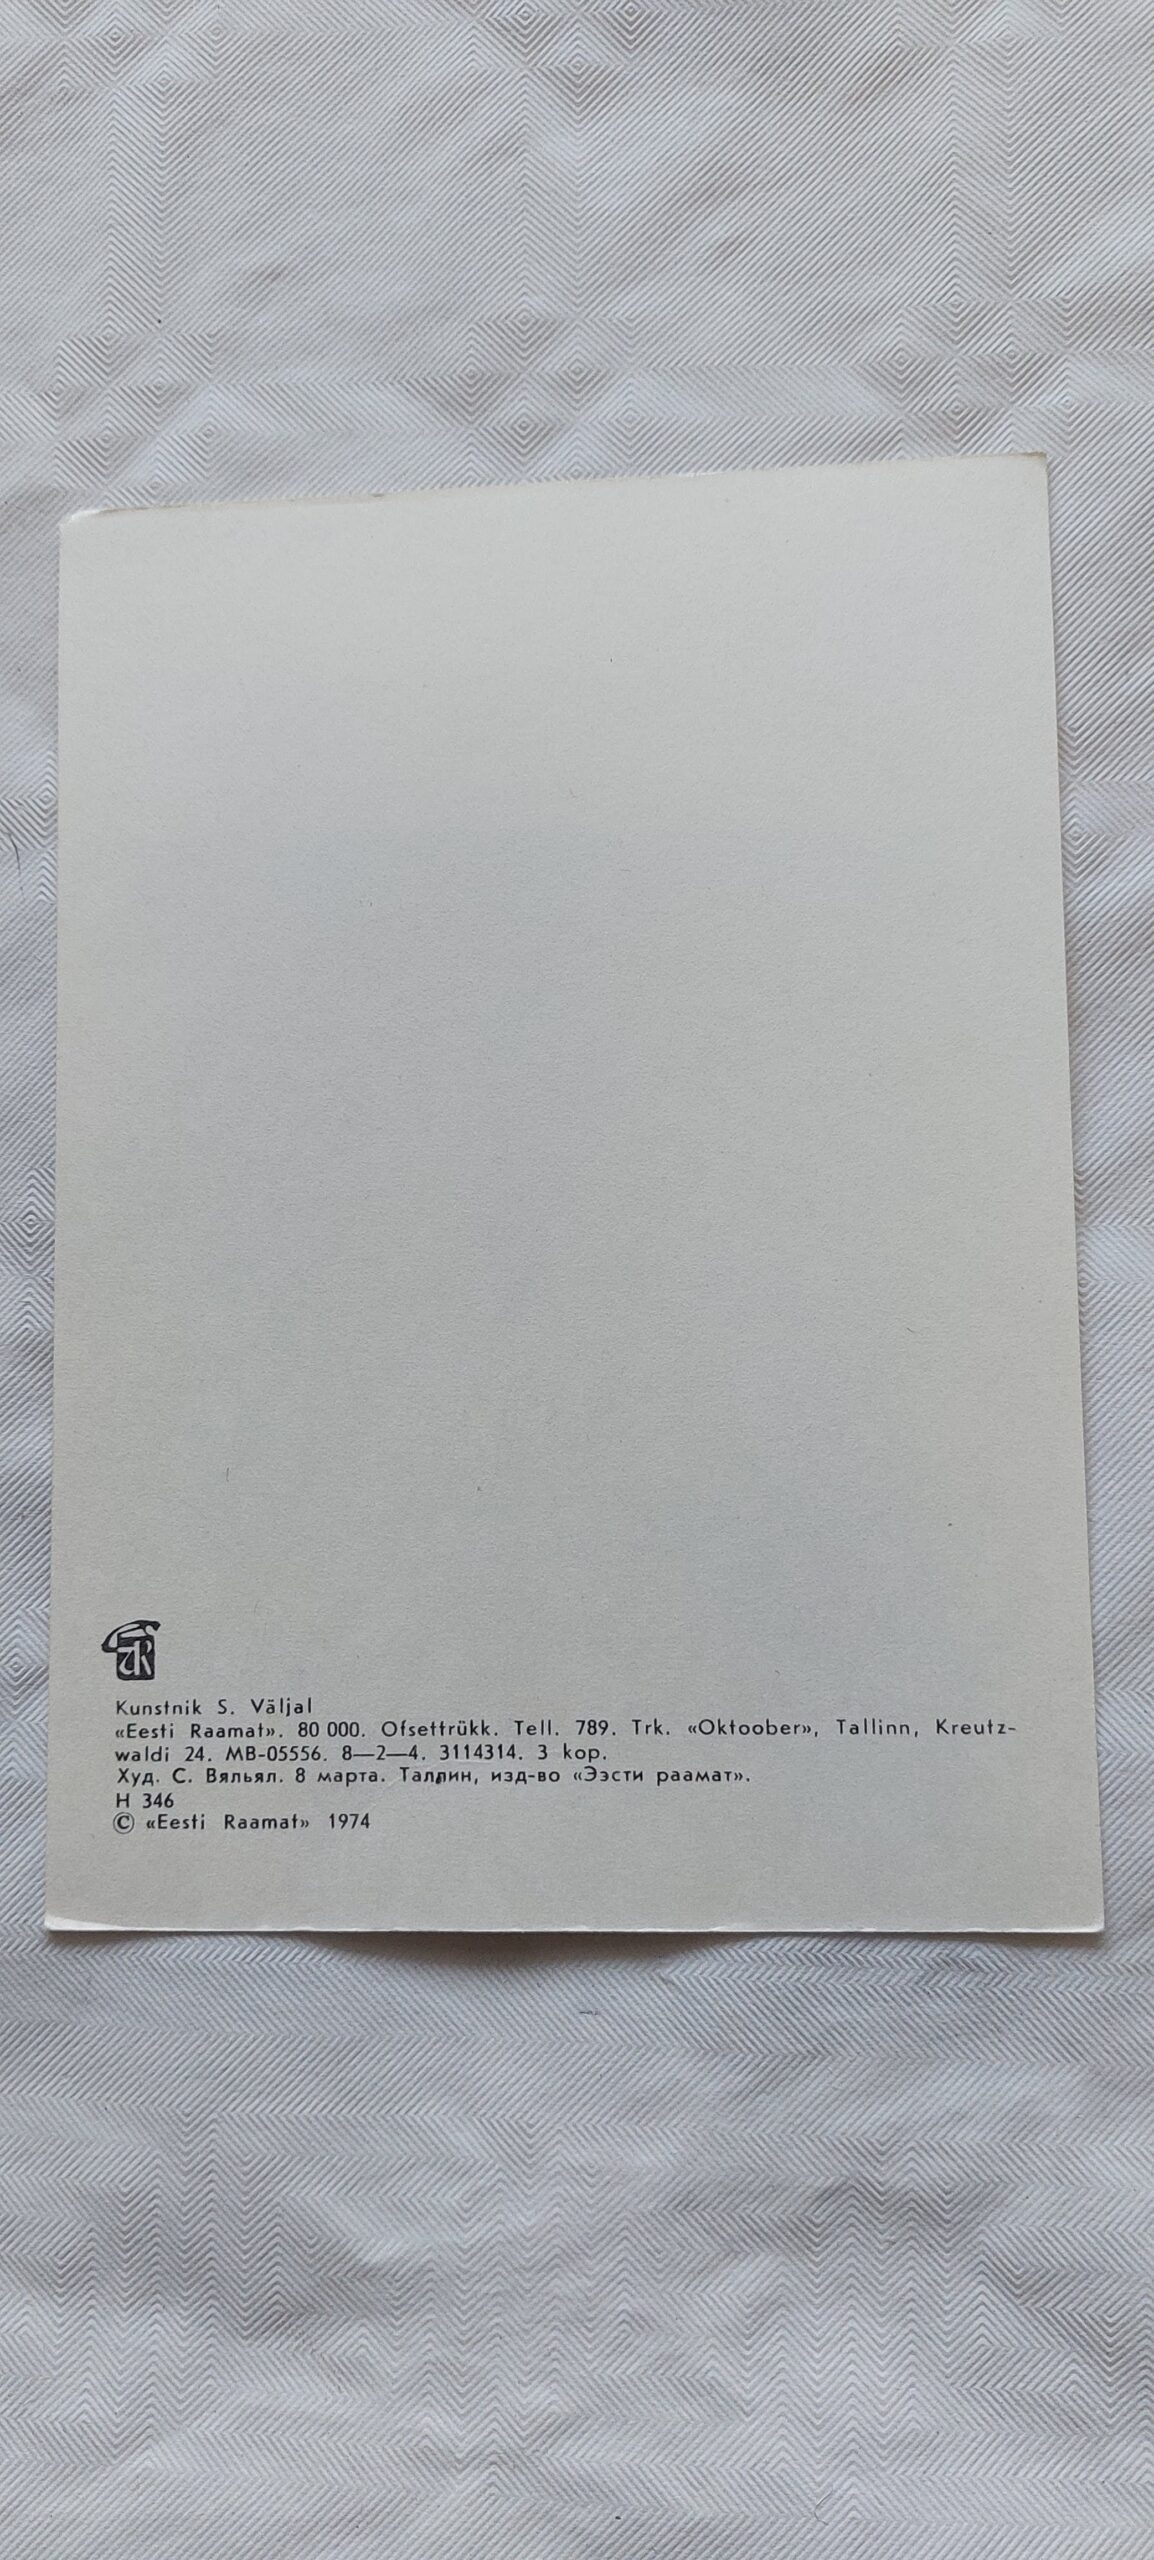 Kunstnik S. Väljal
«Eesti Raamat». 80 000. Ofsettrükk. Tell. 789. Trk. «Oktoober», Tallinn, Kreutz-
waldi 24. MB-05556. 8—2—4. 3114314. 3 kop.
Худ. С. Вяльял. 8 марта. Таллин, изд-во «Ээсти раамат».
H 346
© «Eesti Raamat» 1974